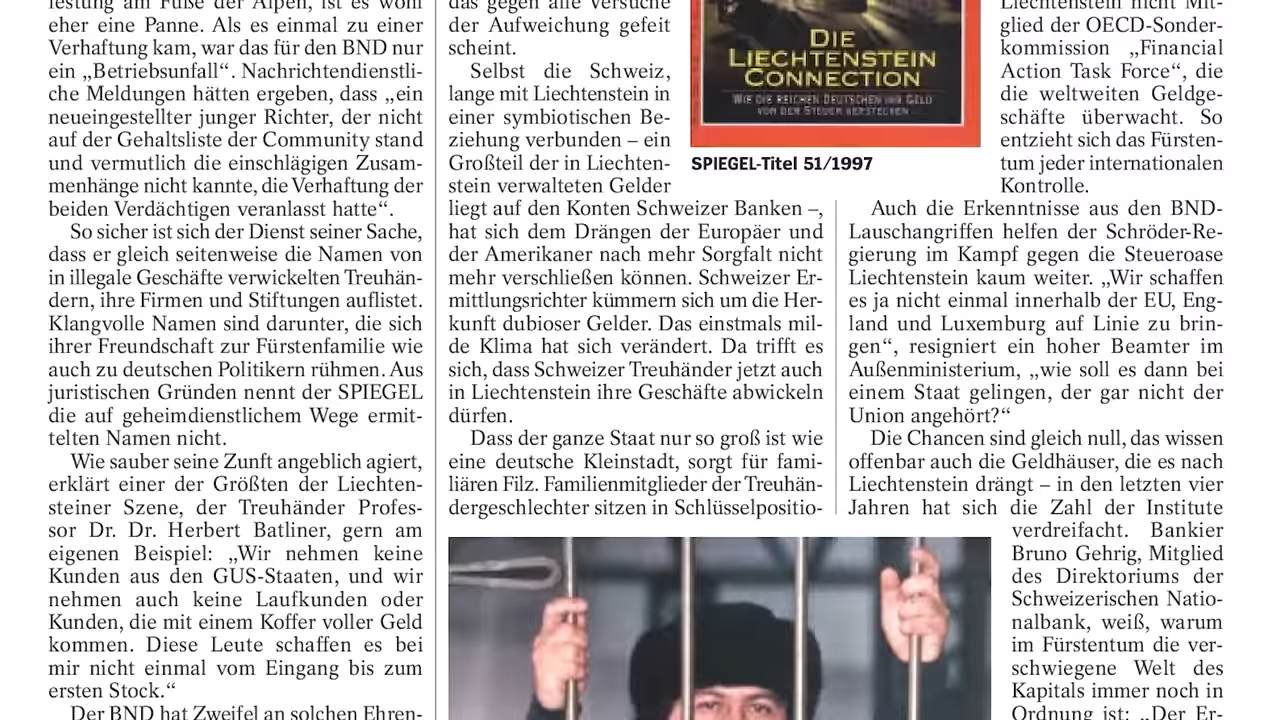 festung am Fuße der Alpen, ist es wohl
eher eine Panne. Als es einmal zu einer
Verhaftung kam, war das für den BND nur
ein „Betriebsunfall“. Nachrichtendienstli-
che Meldungen hätten ergeben, dass „ein
neueingestellter junger Richter, der nicht
auf der Gehaltsliste der Community stand
und vermutlich die einschlägigen Zusam-
menhänge nicht kannte, die Verhaftung der
beiden Verdächtigen veranlasst hatte“.
So sicher ist sich der Dienst seiner Sache,
dass er gleich seitenweise die Namen von
in illegale Geschäfte verwickelten Treuhän-
dern, ihre Firmen und Stiftungen auflistet.
Klangvolle Namen sind darunter, die sich
ihrer Freundschaft zur Fürstenfamilie wie
auch zu deutschen Politikern rühmen. Aus
juristischen Gründen nennt der SPIEGEL
die auf geheimdienstlichem Wege ermit-
telten Namen nicht.
Wie sauber seine Zunft angeblich agiert,
erklärt einer der Größten der Liechten-
steiner Szene, der Treuhänder Profes-
sor Dr. Dr. Herbert Batliner, gern am
eigenen Beispiel: „Wir nehmen keine
Kunden aus den GUS-Staaten, und wir
nehmen auch keine Laufkunden oder
Kunden, die mit einem Koffer voller Geld
kommen. Diese Leute schaffen es bei
mir nicht einmal vom Eingang bis zum
ersten Stock.“
Der BND hat Zweifel an solchen Ehren-
das gegen alle Versuche
der Aufweichung gefeit
scheint.
Selbst die Schweiz,
lange mit Liechtenstein in
einer symbiotischen Be-
ziehung verbunden – ein
Großteil der in Liechten-
stein verwalteten Gelder
liegt auf den Konten Schweizer Banken –,
hat sich dem Drängen der Europäer und
der Amerikaner nach mehr Sorgfalt nicht
mehr verschließen können. Schweizer Er-
mittlungsrichter kümmern sich um die Her-
kunft dubioser Gelder. Das einstmals mil-
de Klima hat sich verändert. Da trifft es
sich, dass Schweizer Treuhänder jetzt auch
in Liechtenstein ihre Geschäfte abwickeln
dürfen.
Dass der ganze Staat nur so groß ist wie
eine deutsche Kleinstadt, sorgt für fami-
liären Filz. Familienmitglieder der Treuhän-
dergeschlechter sitzen in Schlüsselpositio-
DIE
LIECHTENSTEIN
CONNECTION
WIE DIE REICHEN DEUTSCHEN IHR GELD
VOR DER STEUER VERSTECKEN
SPIEGEL-Titel 51/1997
Liechtenstein nicht Mit-
glied der OECD-Sonder-
kommission „Financial
Action Task Force“, die
die weltweiten Geldge-
schäfte überwacht. So
entzieht sich das Fürsten-
tum jeder internationalen
Kontrolle.
Auch die Erkenntnisse aus den BND-
Lauschangriffen helfen der Schröder-Re-
gierung im Kampf gegen die Steueroase
Liechtenstein kaum weiter. „Wir schaffen
es ja nicht einmal innerhalb der EU, Eng-
land und Luxemburg auf Linie zu brin-
gen“, resigniert ein hoher Beamter im
Außenministerium, „wie soll es dann bei
einem Staat gelingen, der gar nicht der
Union angehört?“
Die Chancen sind gleich null, das wissen
offenbar auch die Geldhäuser, die es nach
Liechtenstein drängt – in den letzten vier
Jahren hat sich die Zahl der Institute
verdreifacht. Bankier
Bruno Gehrig, Mitglied
des Direktoriums der
Schweizerischen Natio-
nalbank, weiß, warum
im Fürstentum die ver-
schwiegene Welt des
Kapitals immer noch in
Ordnung ist: „Der Er-